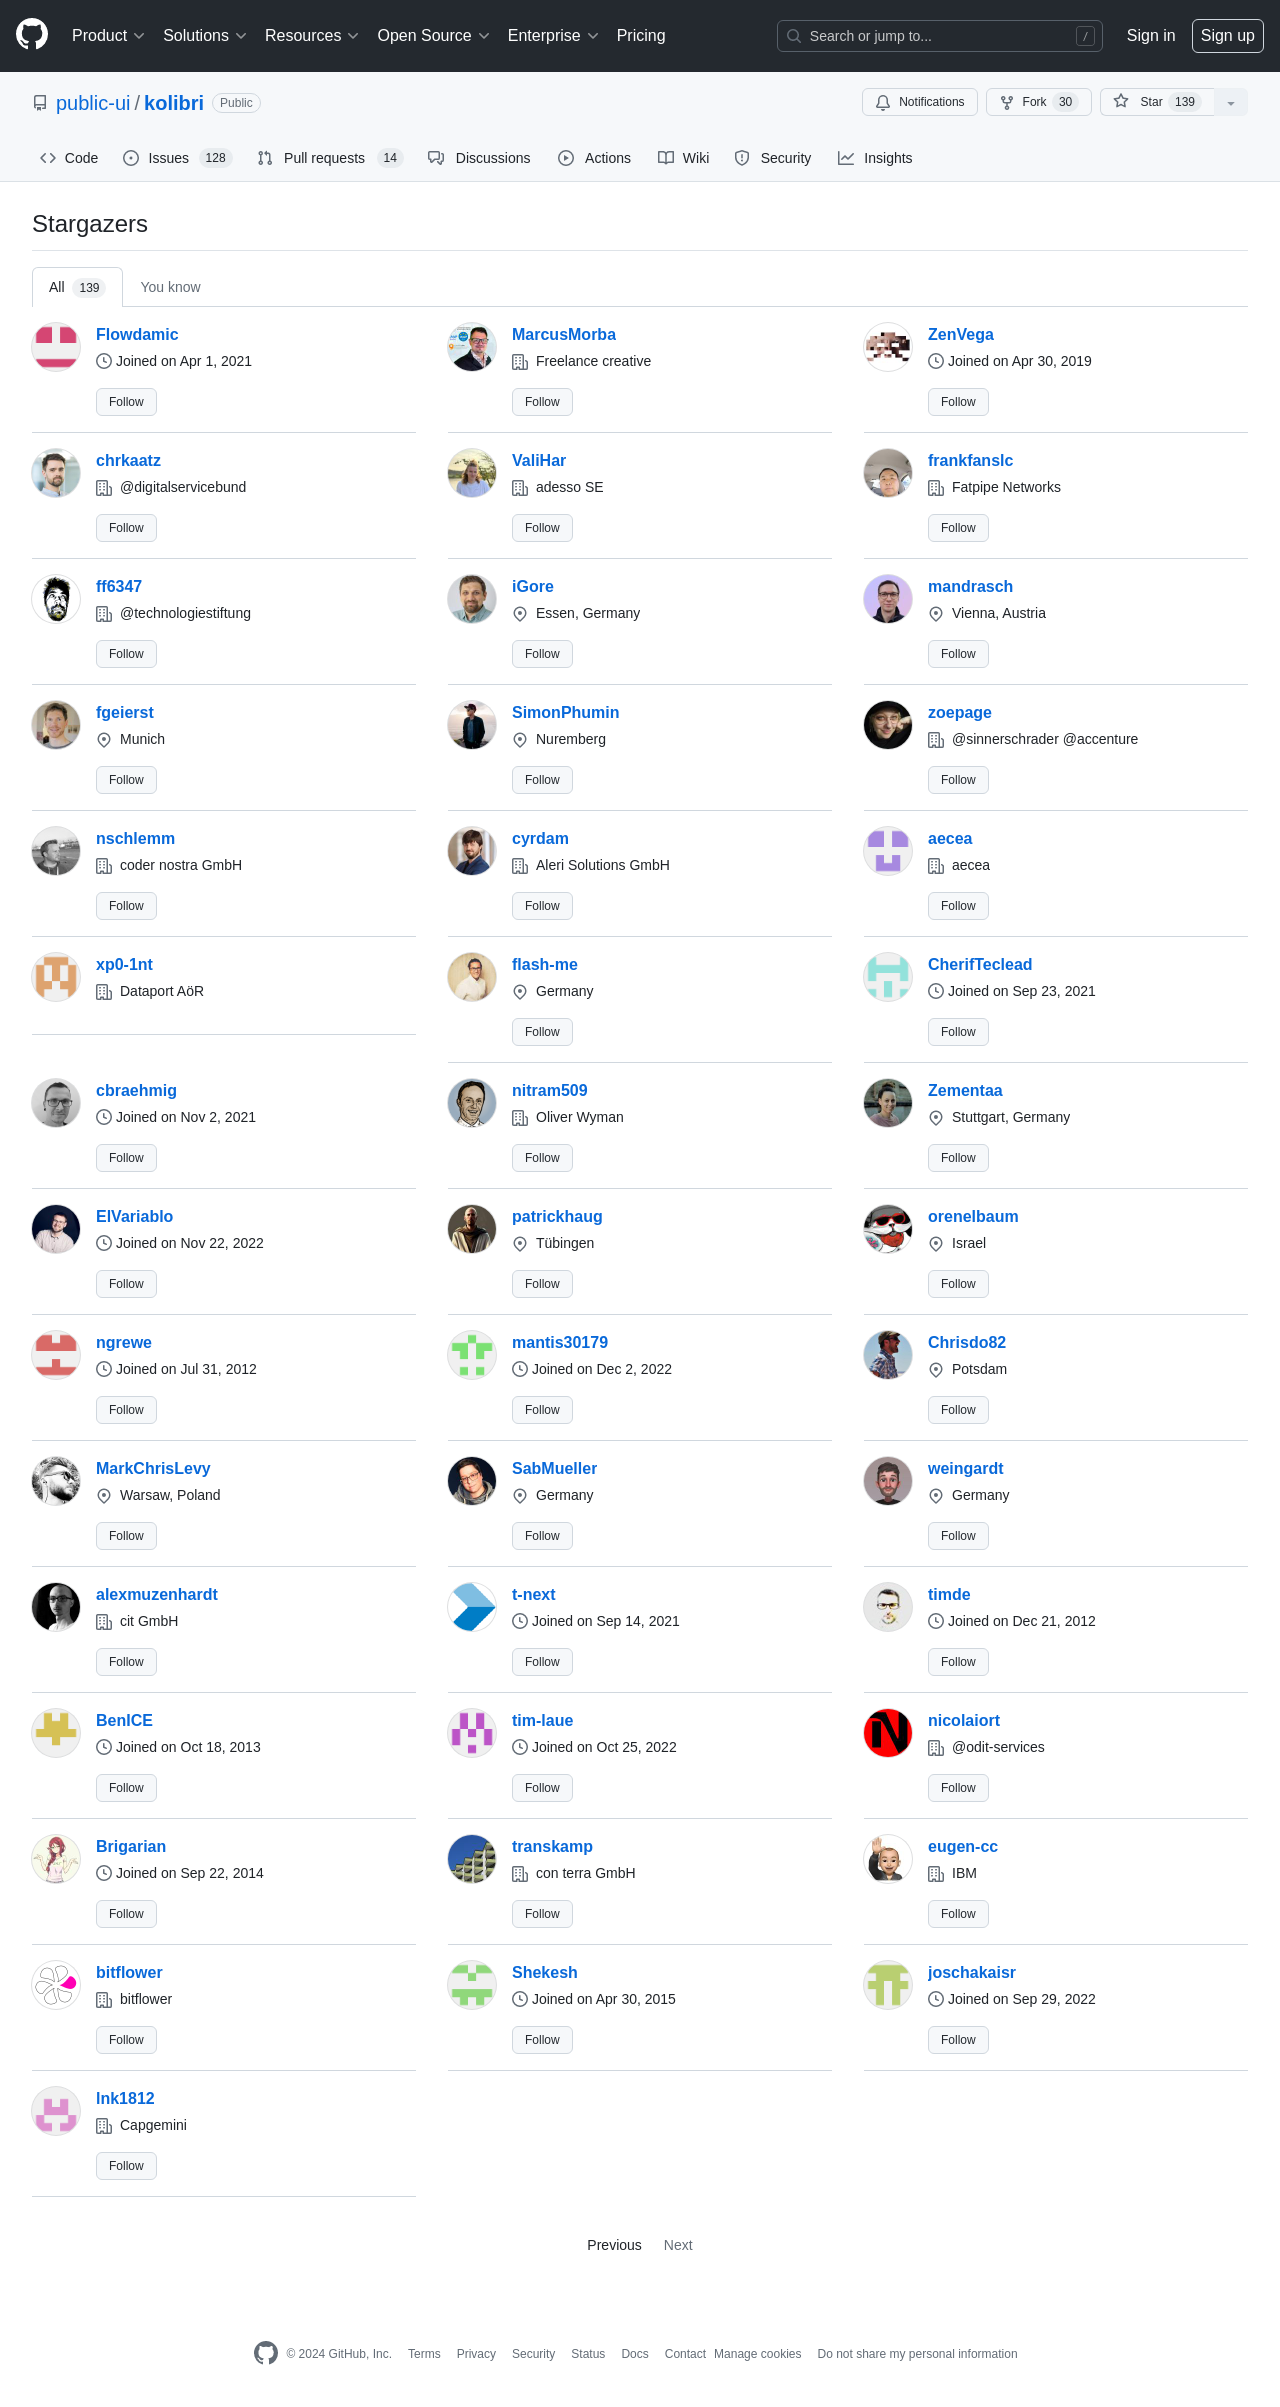 Product Solutions Resources Open Source Enterprise Pricing Search or jump to... / Sign in Sign up
public-ui / kolibri Public Notifications Fork 30 Star 139
Code Issues 128 Pull requests 14 Discussions Actions Wiki Security Insights
Stargazers
All 139 You know
Flowdamic MarcusMorba ZenVega
Joined on Apr 1, 2021 Freelance creative Joined on Apr 30, 2019
Follow Follow Follow
chrkaatz ValiHar frankfanslc
@digitalservicebund adesso SE Fatpipe Networks
Follow Follow Follow
ff6347 iGore mandrasch
@technologiestiftung Essen, Germany Vienna, Austria
Follow Follow Follow
fgeierst SimonPhumin zoepage
Munich Nuremberg @sinnerschrader @accenture
Follow Follow Follow
nschlemm cyrdam aecea
coder nostra GmbH Aleri Solutions GmbH aecea
Follow Follow Follow
xp0-1nt flash-me CherifTeclead
Dataport AöR Germany Joined on Sep 23, 2021
Follow Follow
cbraehmig nitram509 Zementaa
Joined on Nov 2, 2021 Oliver Wyman Stuttgart, Germany
Follow Follow Follow
ElVariablo patrickhaug orenelbaum
Joined on Nov 22, 2022 Tübingen Israel
Follow Follow Follow
ngrewe mantis30179 Chrisdo82
Joined on Jul 31, 2012 Joined on Dec 2, 2022 Potsdam
Follow Follow Follow
MarkChrisLevy SabMueller weingardt
Warsaw, Poland Germany Germany
Follow Follow Follow
alexmuzenhardt t-next timde
cit GmbH Joined on Sep 14, 2021 Joined on Dec 21, 2012
Follow Follow Follow
BenICE tim-laue nicolaiort
Joined on Oct 18, 2013 Joined on Oct 25, 2022 @odit-services
Follow Follow Follow
Brigarian transkamp eugen-cc
Joined on Sep 22, 2014 con terra GmbH IBM
Follow Follow Follow
bitflower Shekesh joschakaisr
bitflower Joined on Apr 30, 2015 Joined on Sep 29, 2022
Follow Follow Follow
lnk1812
Capgemini
Follow
Previous Next
© 2024 GitHub, Inc. Terms Privacy Security Status Docs Contact Manage cookies Do not share my personal information